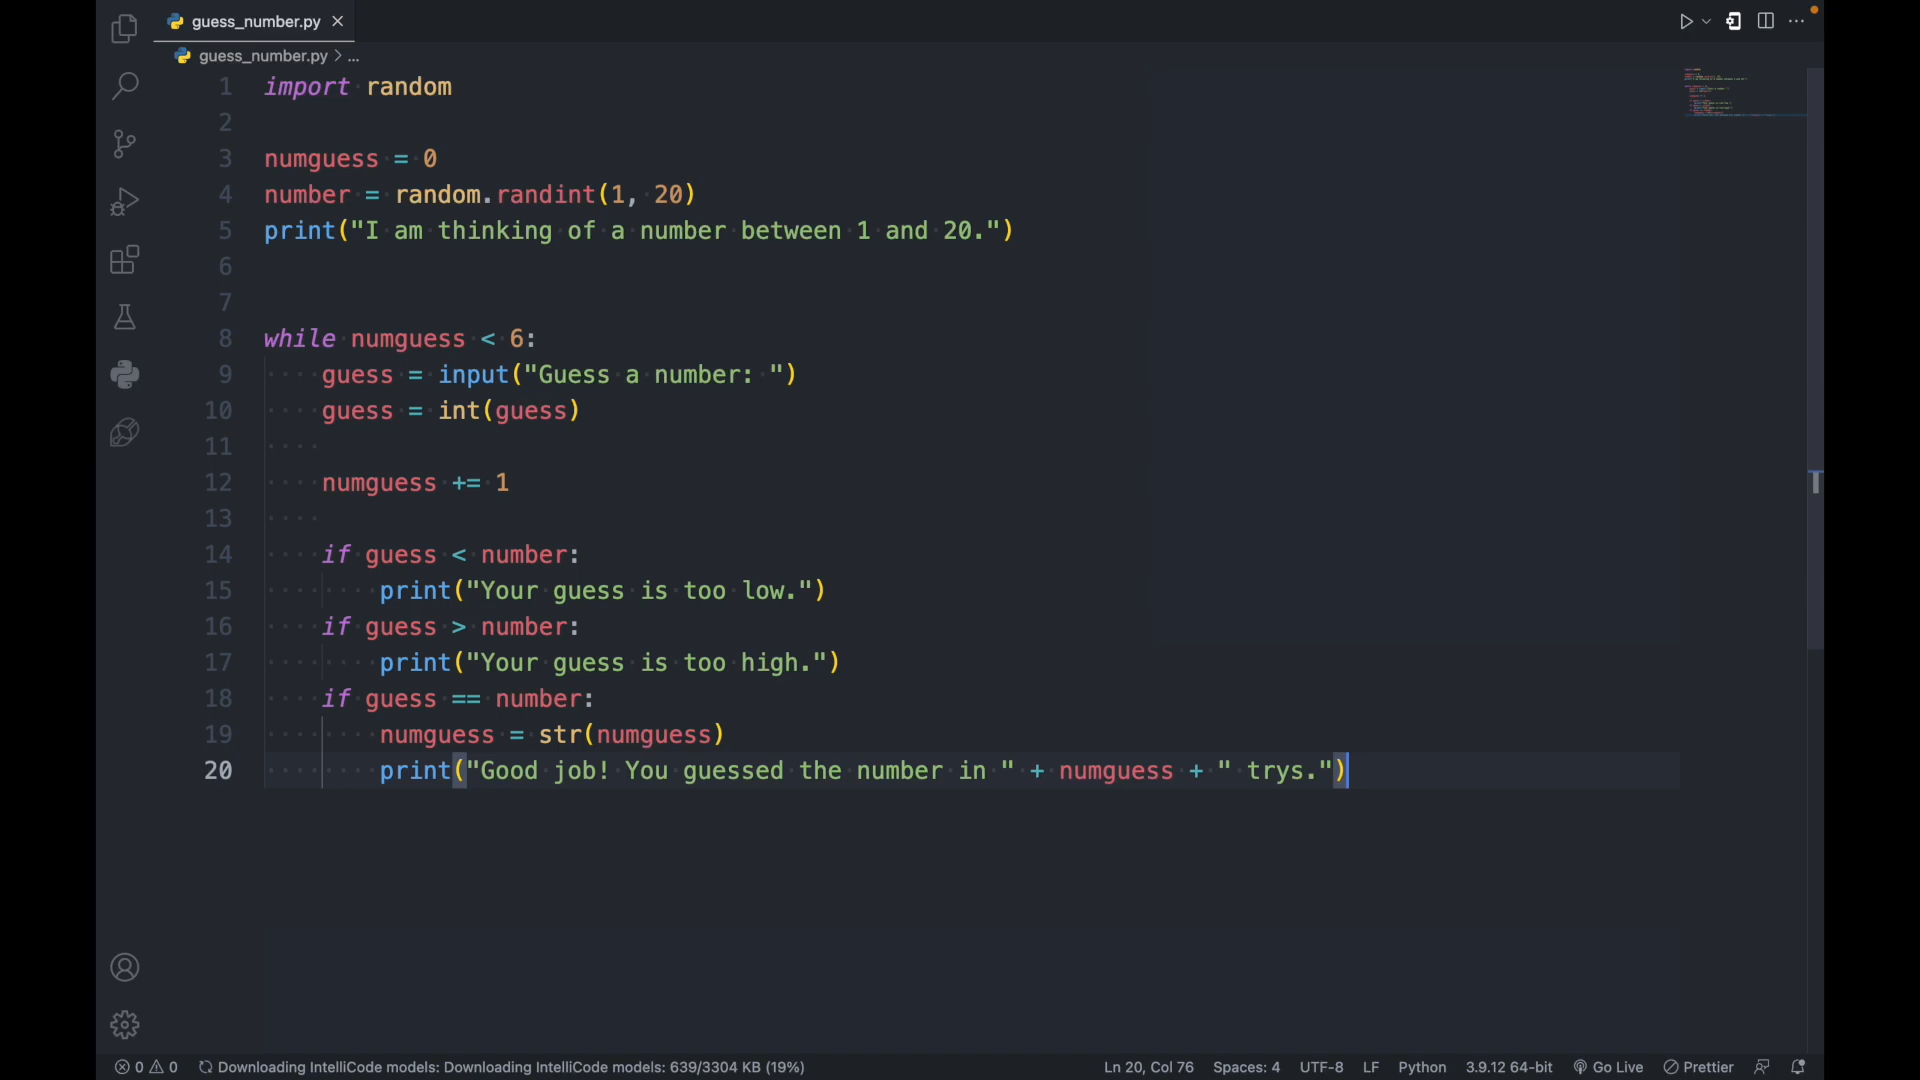 guess_number.py
guess_number.py > ...
1 import random
2
3 numguess = 0
4 number = random.randint(1, 20)
5 print("I am thinking of a number between 1 and 20.")
6
7
8 while numguess < 6:
9     guess = input("Guess a number: ")
10     guess = int(guess)
11
12     numguess += 1
13
14     if guess < number:
15         print("Your guess is too low.")
16     if guess > number:
17         print("Your guess is too high.")
18     if guess == number:
19         numguess = str(numguess)
20         print("Good job! You guessed the number in " + numguess + " trys.")
0 0 Downloading IntelliCode models: Downloading IntelliCode models: 639/3304 KB (19%) Ln 20, Col 76 Spaces: 4 UTF-8 LF Python 3.9.12 64-bit Go Live Prettier